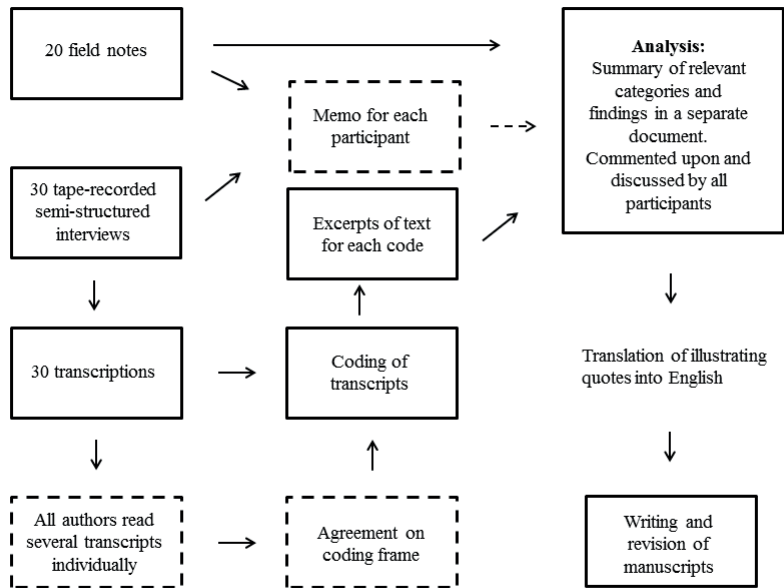 20 field notes
Memo for each
participant
30 tape-recorded
semi-structured
interviews
Excerpts of text
for each code
30 transcriptions
Coding of
transcripts
All authors read
several transcripts
individually
Agreement on
coding frame
Analysis:
Summary of relevant
categories and
findings in a separate
document.
Commented upon and
discussed by all
participants
Translation of illustrating
quotes into English
Writing and
revision of
manuscripts